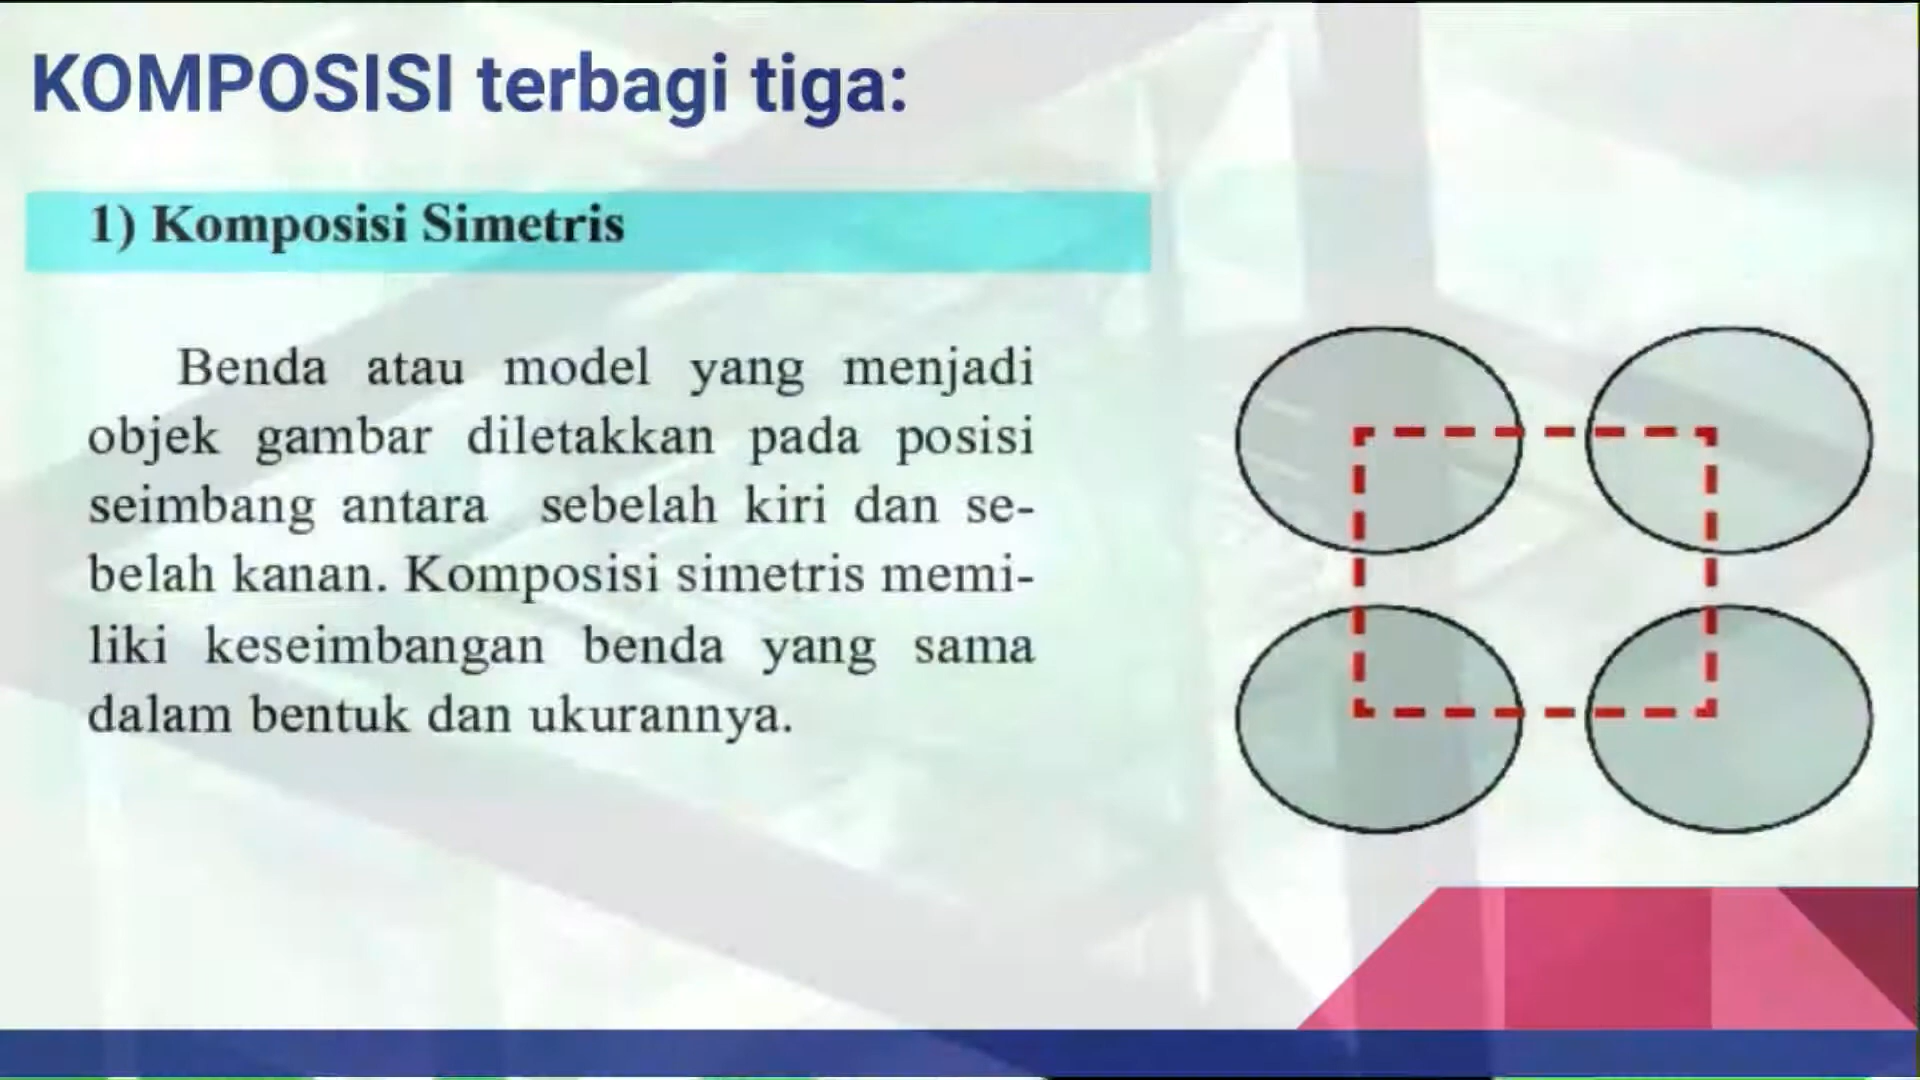 KOMPOSISI terbagi tiga:
1) Komposisi Simetris
Benda atau model yang menjadi
objek gambar diletakkan pada posisi
seimbang antara sebelah kiri dan se-
belah kanan. Komposisi simetris memi-
liki keseimbangan benda yang sama
dalam bentuk dan ukurannya.